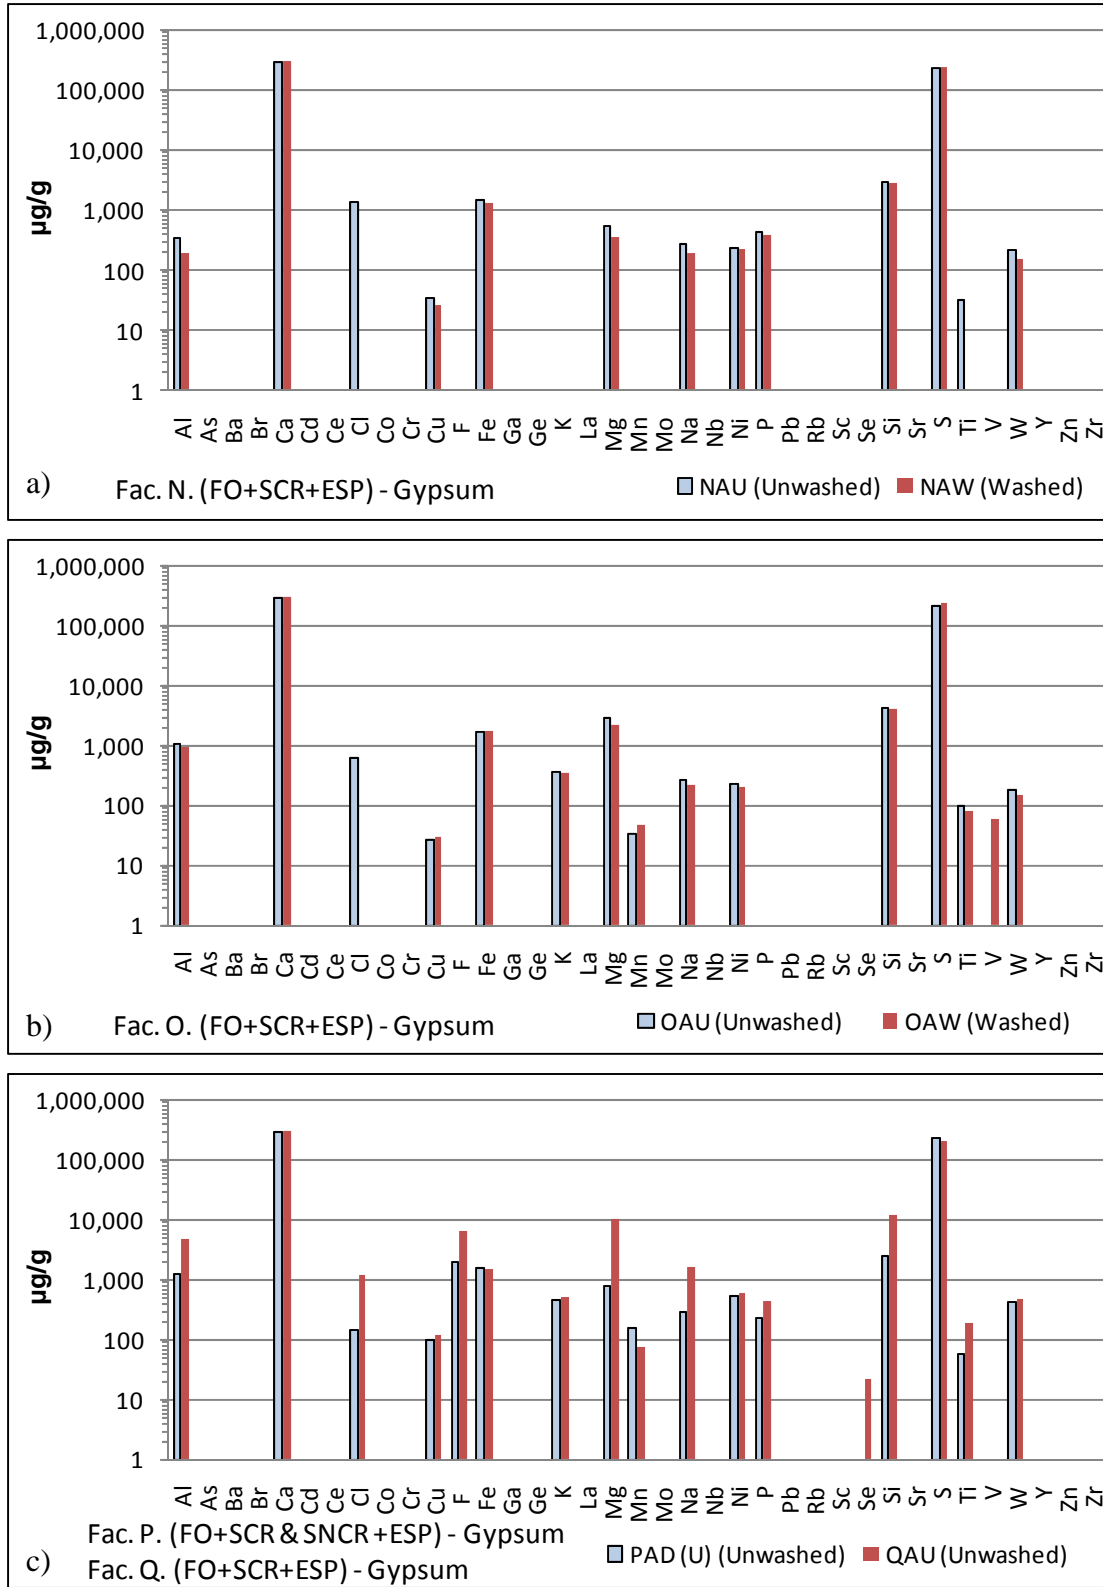 1,000,000
100,000
10,000
1,000
100
10
1
µg/g
Al As Ba Br Ca Cd Ce Cl Co Cr Cu F Fe Ga Ge K La Mg Mn Mo Na Nb Ni P Pb Rb Sc Se Si Sr S Ti V W Y Zn Zr
a) Fac. N. (FO+SCR+ESP) - Gypsum NAU (Unwashed) NAW (Washed)
1,000,000
100,000
10,000
1,000
100
10
1
µg/g
Al As Ba Br Ca Cd Ce Cl Co Cr Cu F Fe Ga Ge K La Mg Mn Mo Na Nb Ni P Pb Rb Sc Se Si Sr S Ti V W Y Zn Zr
b) Fac. O. (FO+SCR+ESP) - Gypsum OAU (Unwashed) OAW (Washed)
1,000,000
100,000
10,000
1,000
100
10
1
µg/g
Al As Ba Br Ca Cd Ce Cl Co Cr Cu F Fe Ga Ge K La Mg Mn Mo Na Nb Ni P Pb Rb Sc Se Si Sr S Ti V W Y Zn Zr
Fac. P. (FO+SCR & SNCR +ESP) - Gypsum
c) Fac. Q. (FO+SCR+ESP) - Gypsum PAD (U) (Unwashed) QAU (Unwashed)